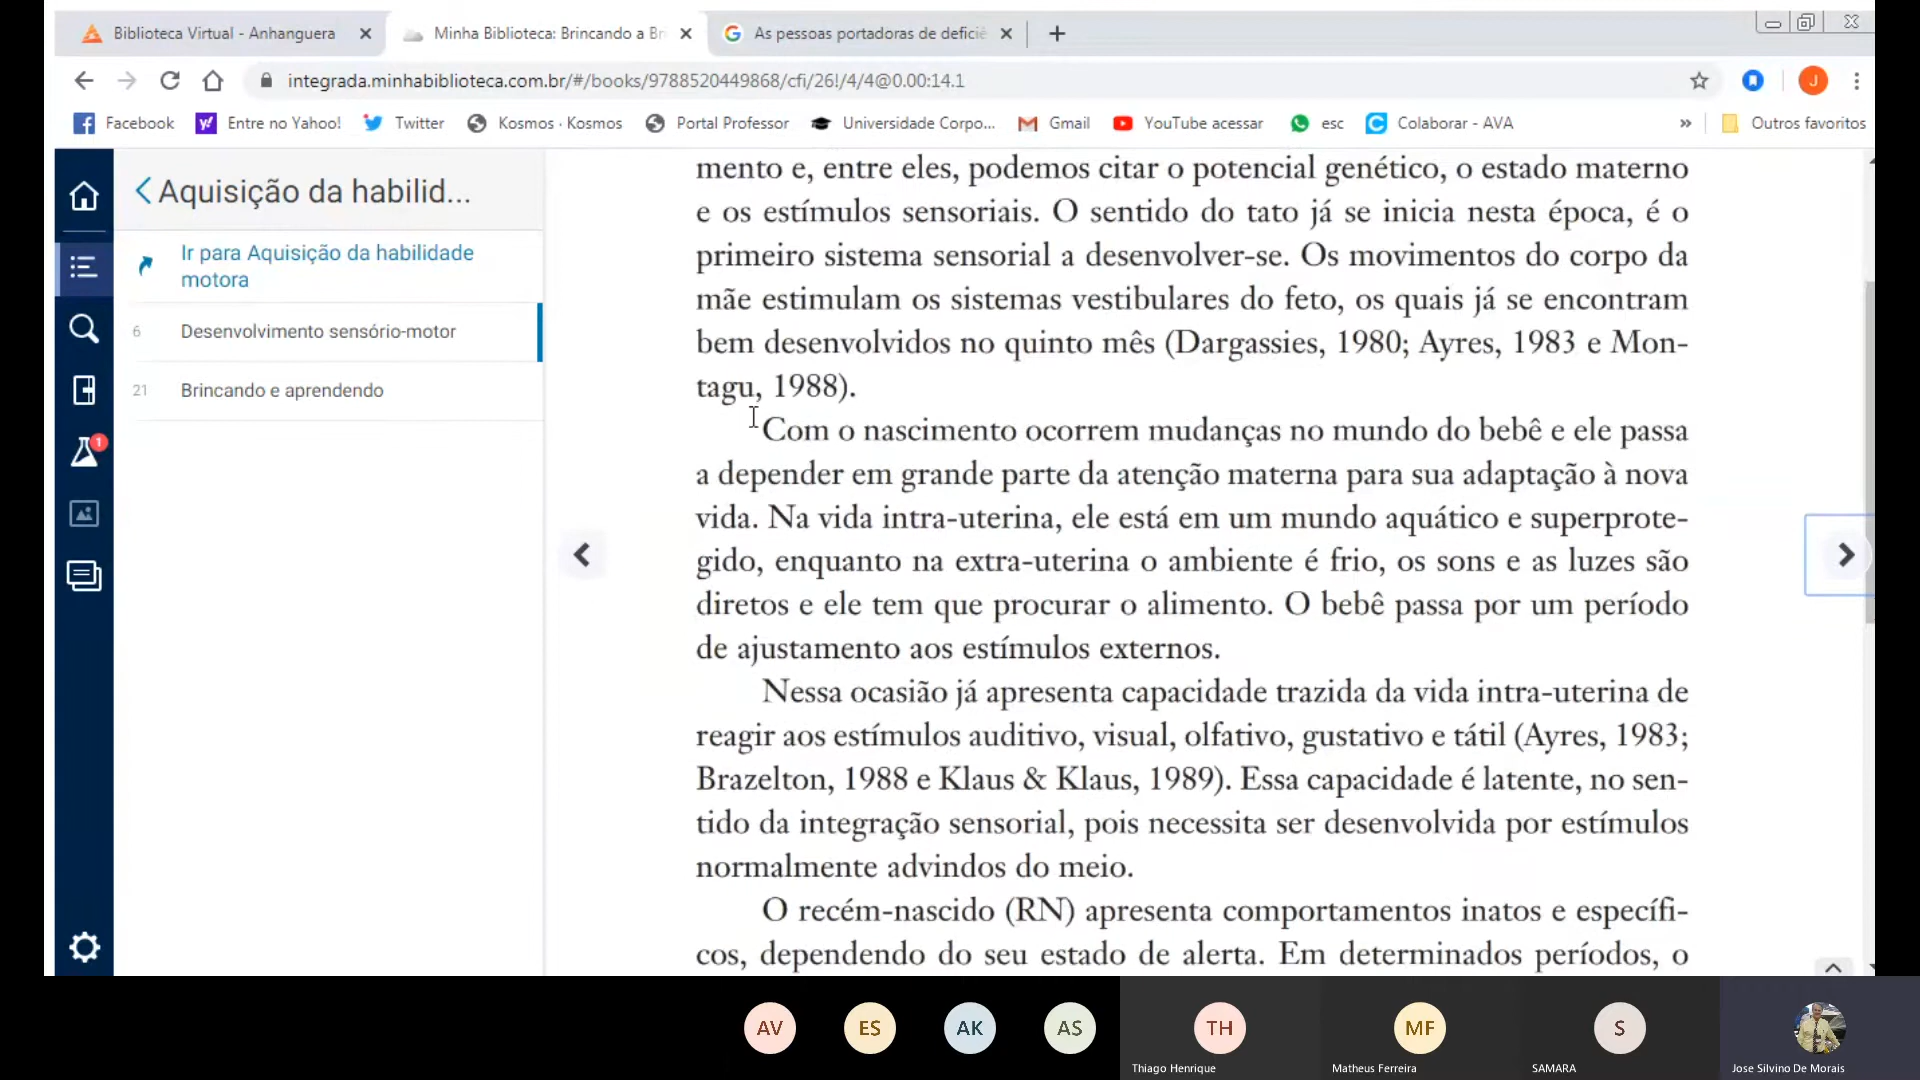 Biblioteca Virtual - Anhanguera
Minha Biblioteca: Brincando a Br
As pessoas portadoras de deficiê
integrada.minhabiblioteca.com.br/#/books/9788520449868/cfi/26!/4/4@0.00:14.1
J
Facebook
Entre no Yahoo!
Twitter
Kosmos · Kosmos
Portal Professor
Universidade Corpo...
Gmail
YouTube acessar
esc
Colaborar - AVA
»
Outros favoritos
Aquisição da habilid...
Ir para Aquisição da habilidade
motora
6 Desenvolvimento sensório-motor
21 Brincando e aprendendo
1
mento e, entre eles, podemos citar o potencial genético, o estado materno
e os estímulos sensoriais. O sentido do tato já se inicia nesta época, é o
primeiro sistema sensorial a desenvolver-se. Os movimentos do corpo da
mãe estimulam os sistemas vestibulares do feto, os quais já se encontram
bem desenvolvidos no quinto mês (Dargassies, 1980; Ayres, 1983 e Mon-
tagu, 1988).
Com o nascimento ocorrem mudanças no mundo do bebê e ele passa
a depender em grande parte da atenção materna para sua adaptação à nova
vida. Na vida intra-uterina, ele está em um mundo aquático e superprote-
gido, enquanto na extra-uterina o ambiente é frio, os sons e as luzes são
diretos e ele tem que procurar o alimento. O bebê passa por um período
de ajustamento aos estímulos externos.
Nessa ocasião já apresenta capacidade trazida da vida intra-uterina de
reagir aos estímulos auditivo, visual, olfativo, gustativo e tátil (Ayres, 1983;
Brazelton, 1988 e Klaus & Klaus, 1989). Essa capacidade é latente, no sen-
tido da integração sensorial, pois necessita ser desenvolvida por estímulos
normalmente advindos do meio.
O recém-nascido (RN) apresenta comportamentos inatos e específi-
cos, dependendo do seu estado de alerta. Em determinados períodos, o
AV
ES
AK
AS
TH
MF
S
Thiago Henrique
Matheus Ferreira
SAMARA
Jose Silvino De Morais